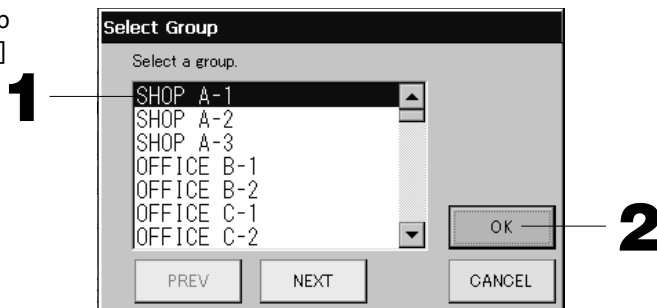 p
]
Select Group
Select a group.
1
SHOP A-1
SHOP A-2
SHOP A-3
OFFICE B-1
OFFICE B-2
OFFICE C-1
OFFICE C-2
OK
2
PREV
NEXT
CANCEL